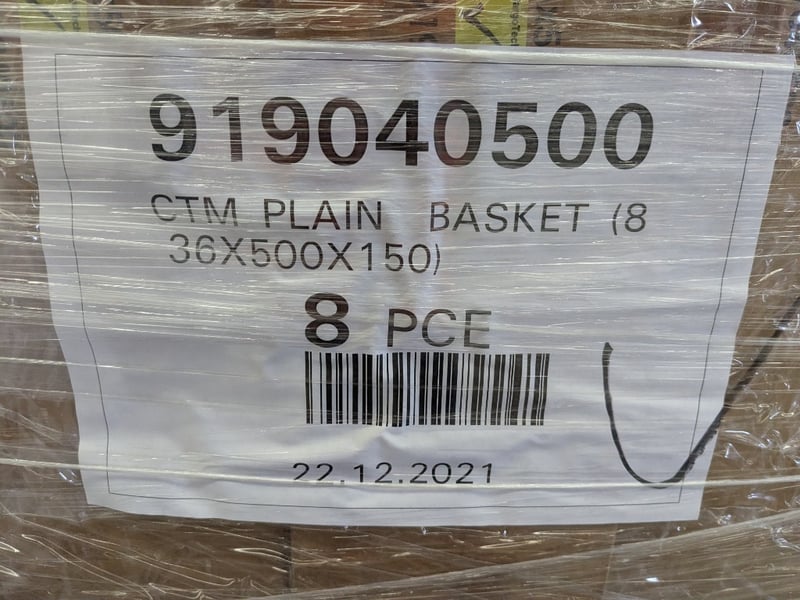 919040500
CTM PLAIN BASKET (8
36X500X150)
8 PCE
22.12.2021